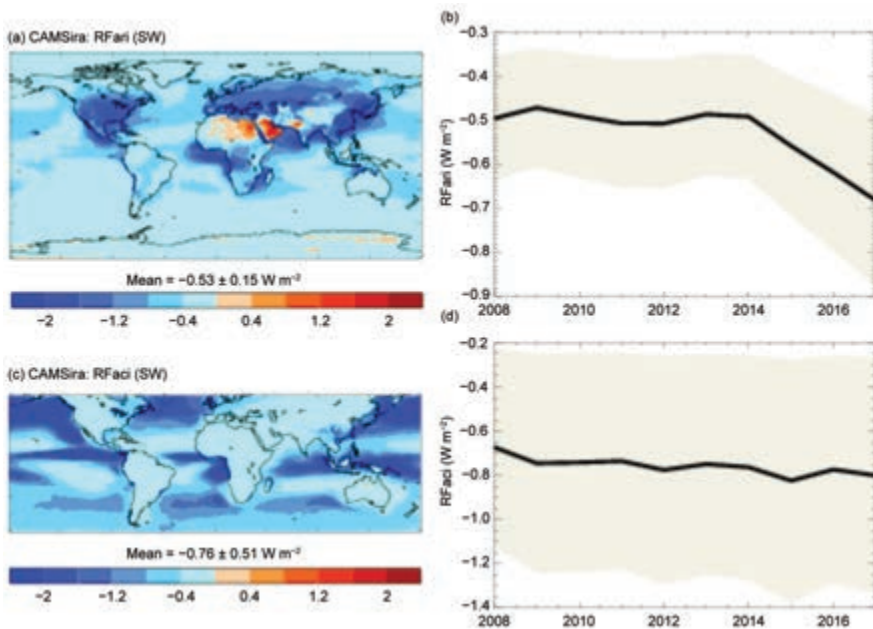 (a) CAMSira: RFari (SW)
Mean = −0.53 ± 0.15 W m⁻²
−2 −1.2 −0.4 0.4 1.2 2
(b)
−0.3
−0.4
−0.5
−0.6
−0.7
−0.8
−0.9
RFari (W m⁻²)
2008 2010 2012 2014 2016
(c) CAMSira: RFaci (SW)
Mean = −0.76 ± 0.51 W m⁻²
−2 −1.2 −0.4 0.4 1.2 2
(d)
−0.2
−0.4
−0.6
−0.8
−1.0
−1.2
−1.4
RFaci (W m⁻²)
2008 2010 2012 2014 2016